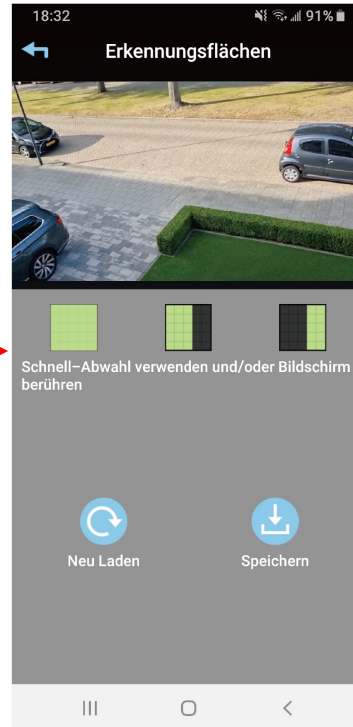 18:32 91%
Erkennungsflächen
Schnell-Abwahl verwenden und/oder Bildschirm
berühren
Neu Laden Speichern